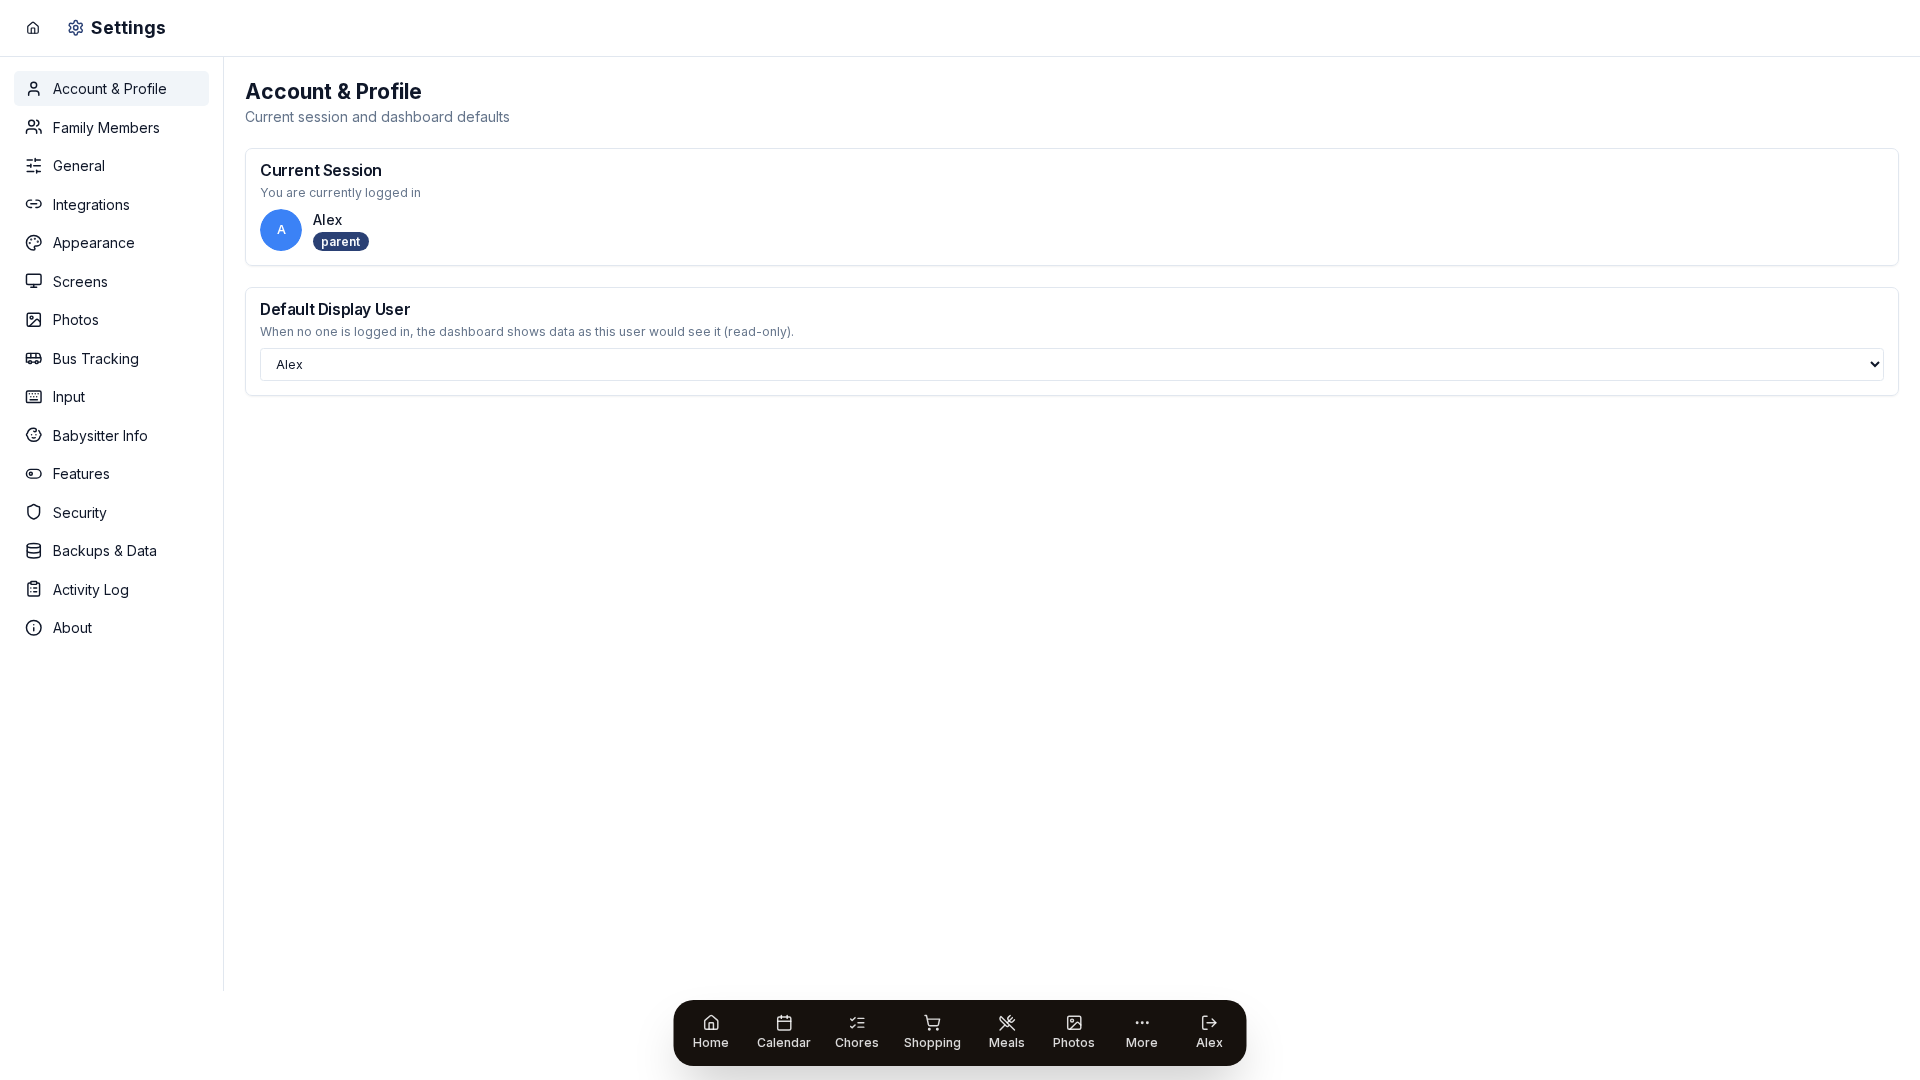 Settings
Account & Profile
Family Members
General
Integrations
Appearance
Screens
Photos
Bus Tracking
Input
Babysitter Info
Features
Security
Backups & Data
Activity Log
About
Account & Profile
Current session and dashboard defaults
Current Session
You are currently logged in
A
Alex
parent
Default Display User
When no one is logged in, the dashboard shows data as this user would see it (read-only).
Alex
Home Calendar Chores Shopping Meals Photos More Alex